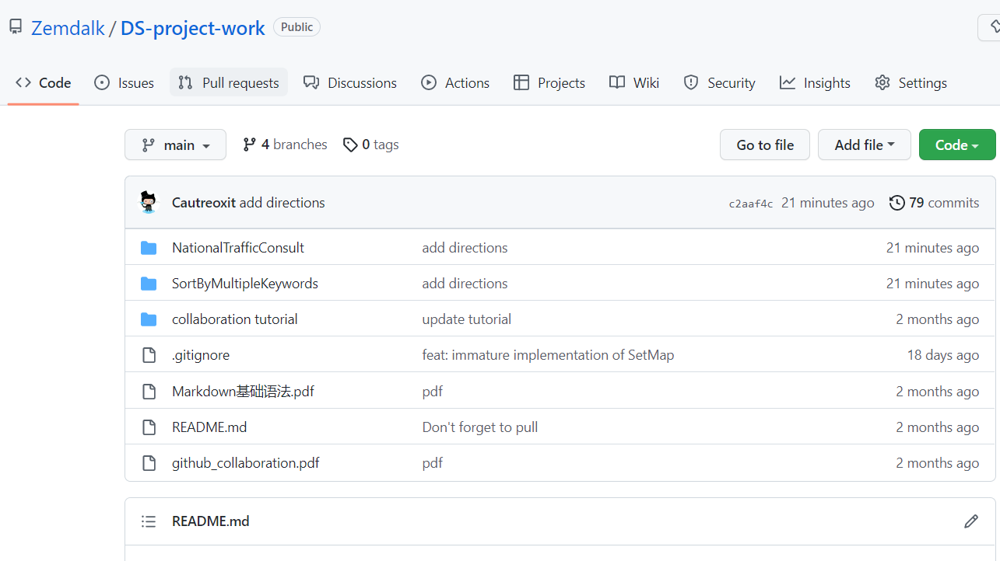 Zemdalk / DS-project-work Public
Code Issues Pull requests Discussions Actions Projects Wiki Security Insights Settings
main 4 branches 0 tags Go to file Add file Code
Cautreoxit add directions c2aaf4c 21 minutes ago 79 commits
NationalTrafficConsult add directions 21 minutes ago
SortByMultipleKeywords add directions 21 minutes ago
collaboration tutorial update tutorial 2 months ago
.gitignore feat: immature implementation of SetMap 18 days ago
Markdown基础语法.pdf pdf 2 months ago
README.md Don't forget to pull 2 months ago
github_collaboration.pdf pdf 2 months ago
README.md